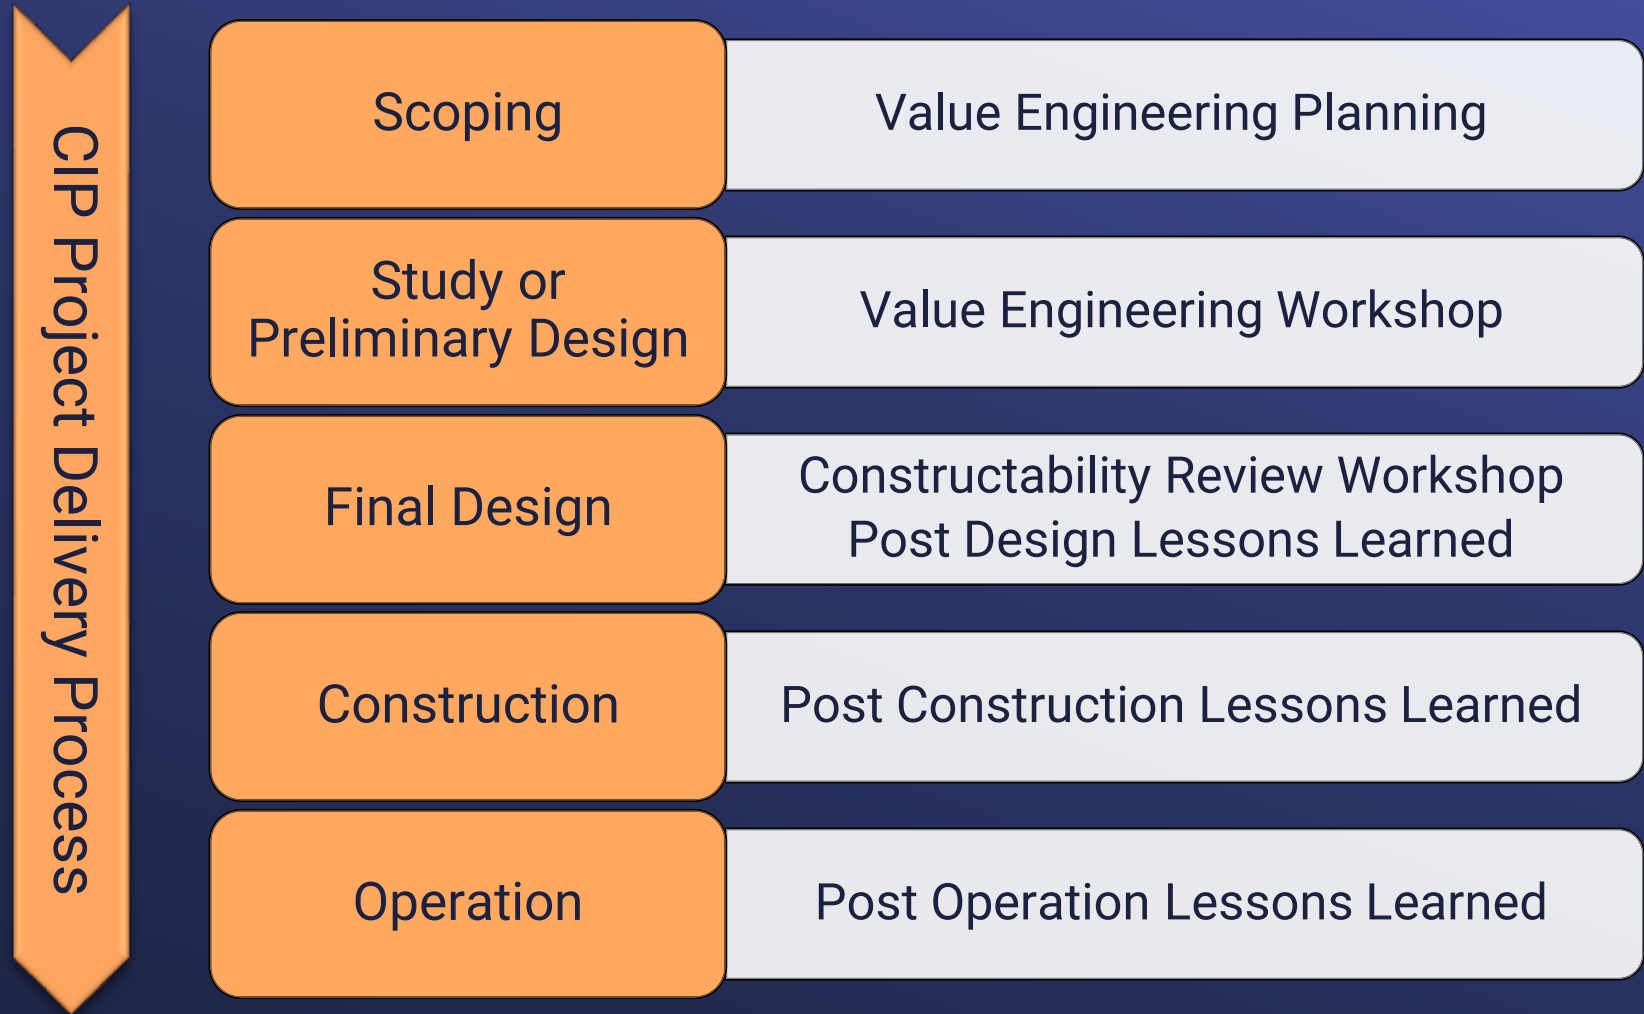 CIP Project Delivery Process
Scoping
Value Engineering Planning
Study or
Preliminary Design
Value Engineering Workshop
Final Design
Constructability Review Workshop
Post Design Lessons Learned
Construction
Post Construction Lessons Learned
Operation
Post Operation Lessons Learned